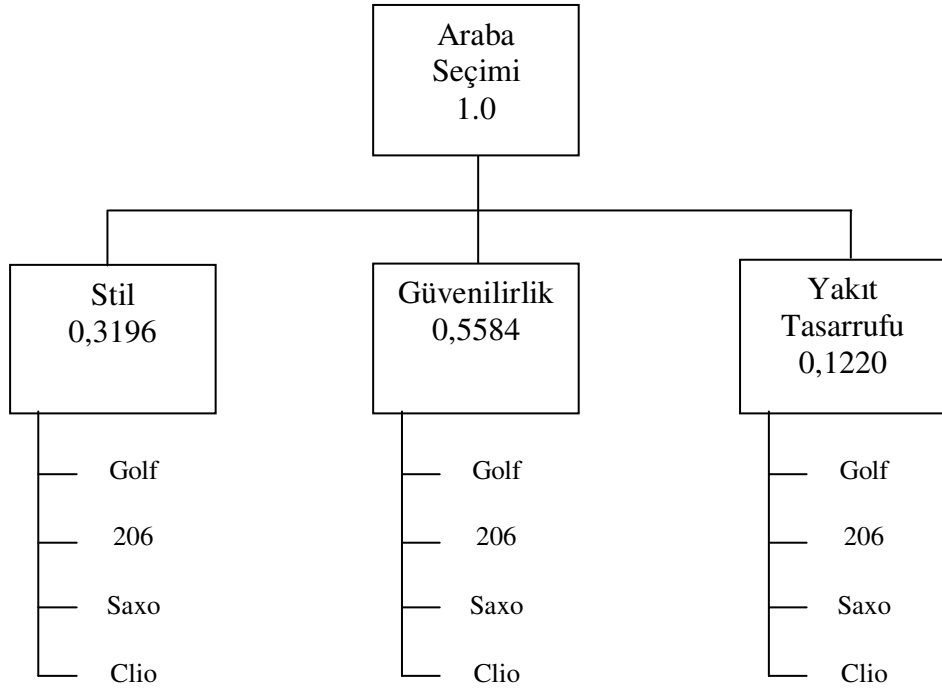 Araba
Seçimi
1.0
Stil
0,3196
Güvenilirlik
0,5584
Yakıt
Tasarrufu
0,1220
Golf
206
Saxo
Clio
Golf
206
Saxo
Clio
Golf
206
Saxo
Clio